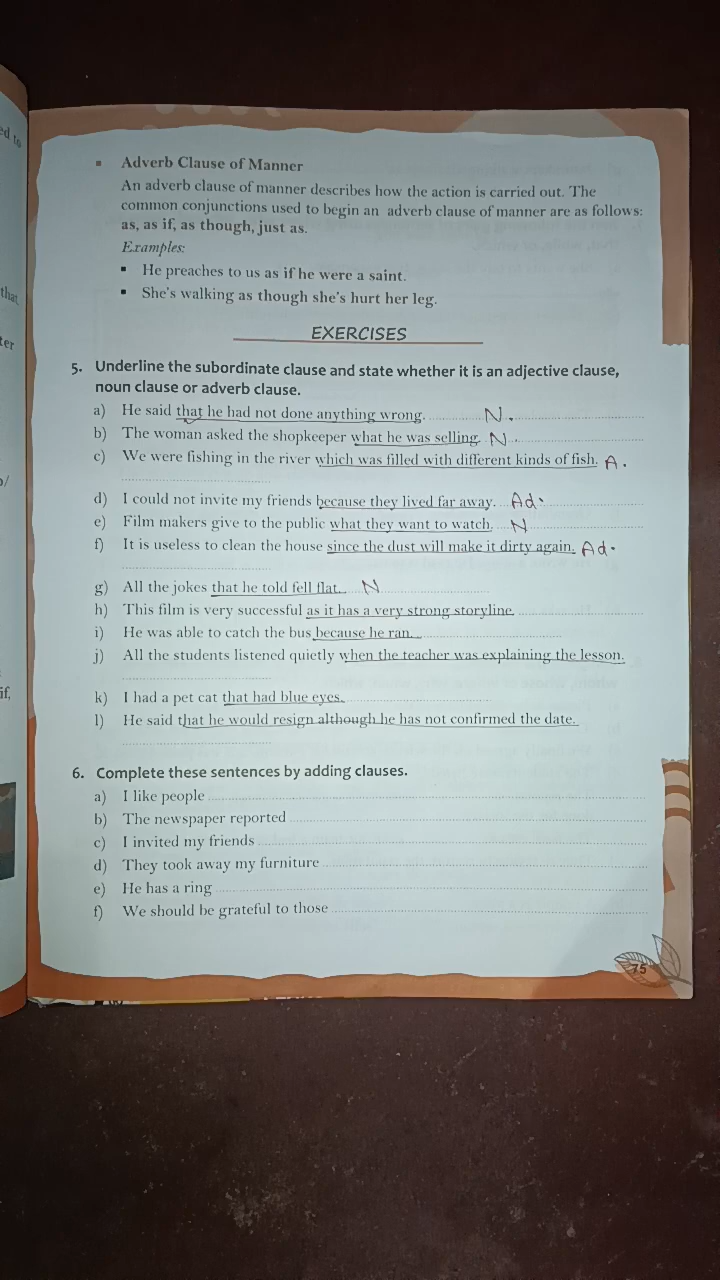 ed to
that
ter
if,
▪ Adverb Clause of Manner
An adverb clause of manner describes how the action is carried out. The
common conjunctions used to begin an adverb clause of manner are as follows:
as, as if, as though, just as.
Examples:
▪ He preaches to us as if he were a saint.
▪ She's walking as though she's hurt her leg.
EXERCISES
5. Underline the subordinate clause and state whether it is an adjective clause,
noun clause or adverb clause.
a) He said that he had not done anything wrong. N.
b) The woman asked the shopkeeper what he was selling. N.
c) We were fishing in the river which was filled with different kinds of fish. A.
d) I could not invite my friends because they lived far away. Ad.
e) Film makers give to the public what they want to watch. N
f) It is useless to clean the house since the dust will make it dirty again. Ad.
g) All the jokes that he told fell flat. N
h) This film is very successful as it has a very strong storyline.
i) He was able to catch the bus because he ran.
j) All the students listened quietly when the teacher was explaining the lesson.
k) I had a pet cat that had blue eyes.
l) He said that he would resign although he has not confirmed the date.
6. Complete these sentences by adding clauses.
a) I like people
b) The newspaper reported
c) I invited my friends
d) They took away my furniture
e) He has a ring
f) We should be grateful to those
75